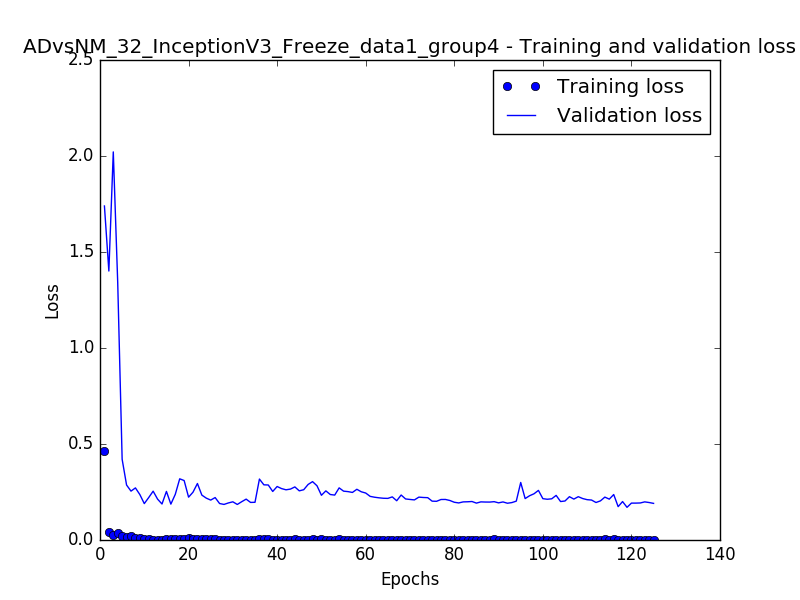 ADvsNM_32_InceptionV3_Freeze_data1_group4 - Training and validation loss
2.5
2.0
1.5
1.0
0.5
0.0
Loss
Training loss
Validation loss
0 20 40 60 80 100 120 140
Epochs